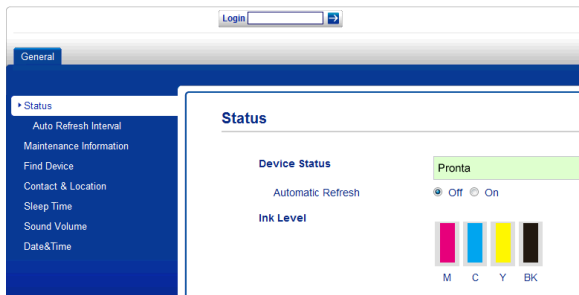 Login
General
Status
Auto Refresh Interval
Maintenance Information
Find Device
Contact & Location
Sleep Time
Sound Volume
Date&Time
Status
Device Status Pronta
Automatic Refresh Off On
Ink Level
M C Y BK